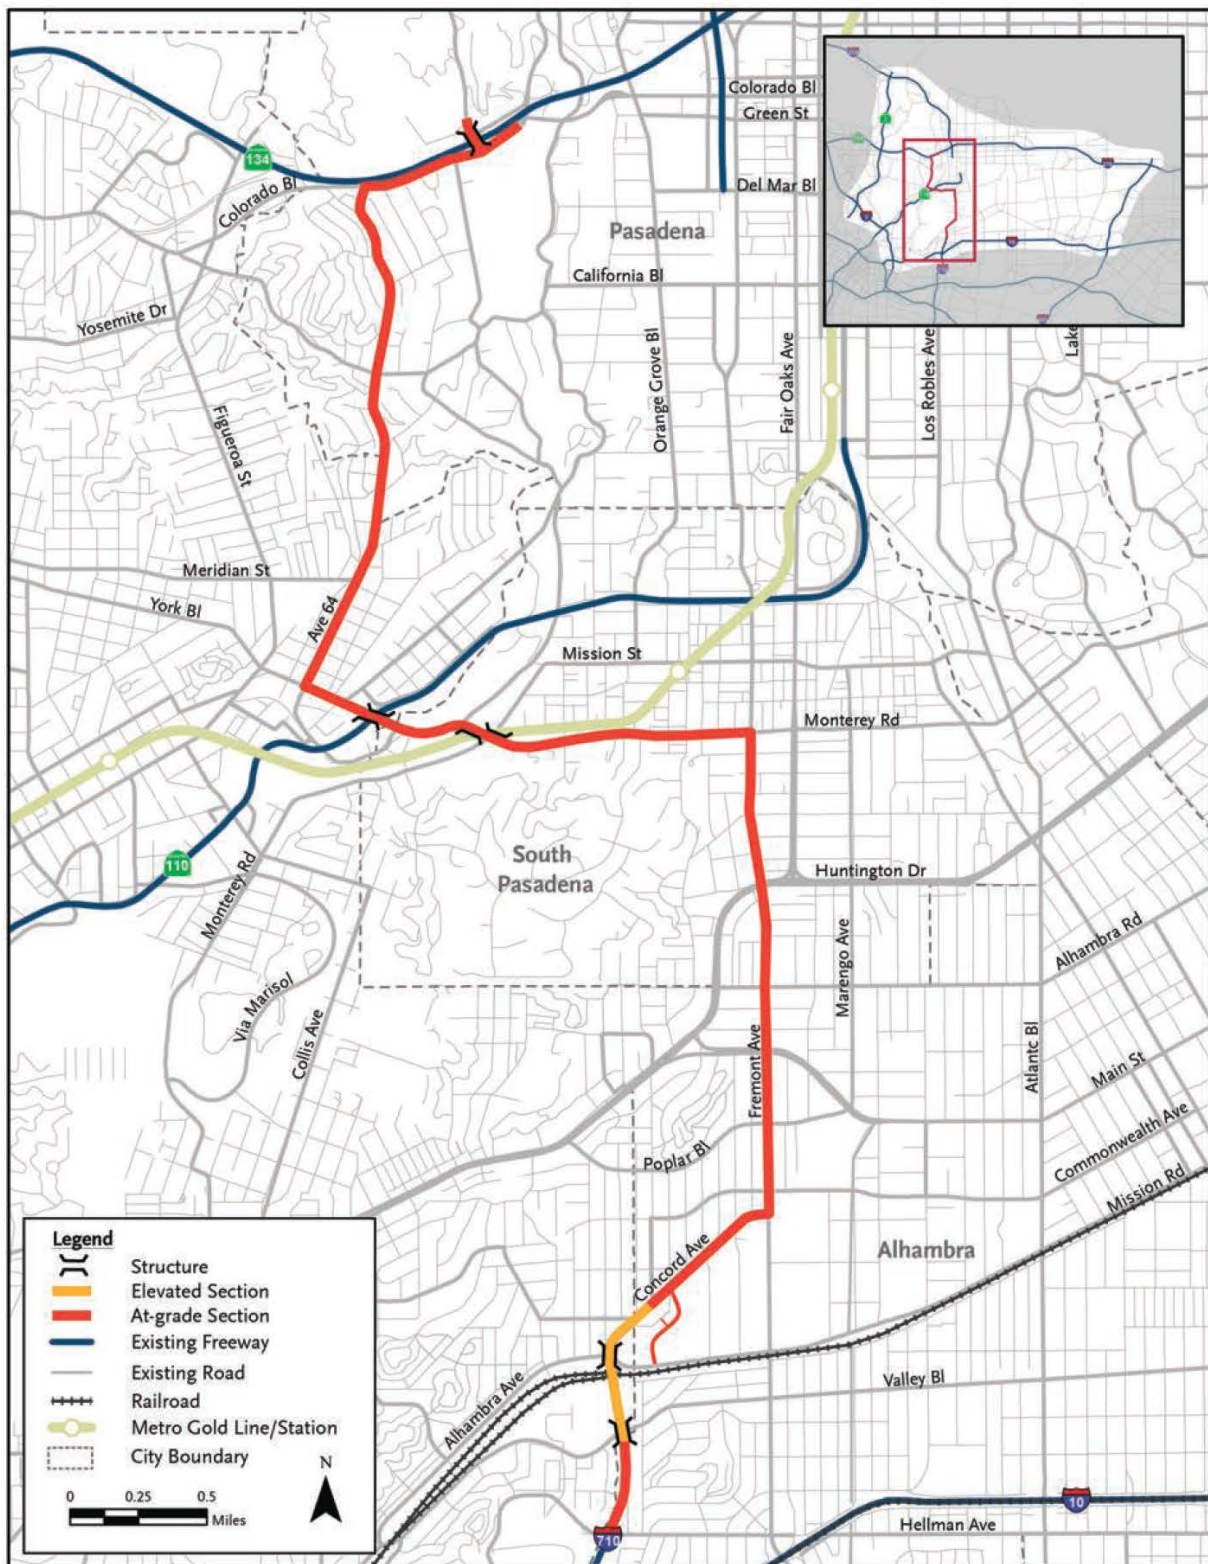 Colorado Bl
Green St
134
Colorado Bl
Del Mar Bl
Pasadena
California Bl
Yosemite Dr
Orange Grove Bl
Fair Oaks Ave
Los Robles Ave
Lake
Figueroa St
Meridian St
York Bl
Ave 64
Mission St
Monterey Rd
110
Monterey Rd
South
Pasadena
Huntington Dr
Marengo Ave
Alhambra Rd
Via Marisol
Collis Ave
Fremont Ave
Atlantc Bl
Main St
Commonwealth Ave
Poplar Bl
Mission Rd
Alhambra
Concord Ave
Alhambra Ave
Valley Bl
10
Hellman Ave
710
Legend
Structure
Elevated Section
At-grade Section
Existing Freeway
Existing Road
Railroad
Metro Gold Line/Station
City Boundary
N
0 0.25 0.5
Miles